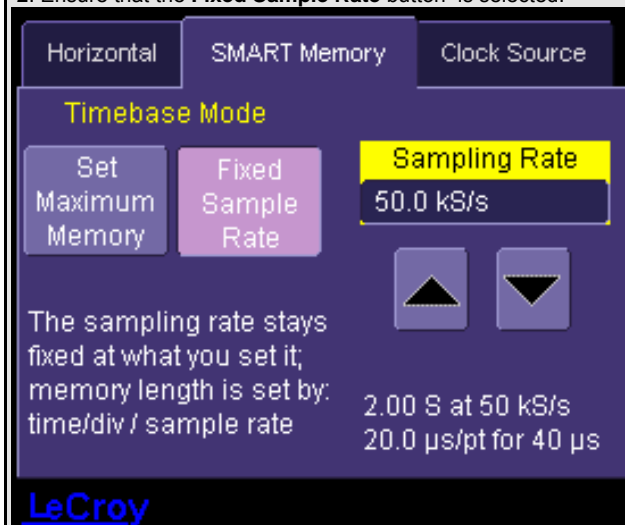 2. Ensure that the Fixed Sample Rate button is selected.
Horizontal
SMART Memory
Clock Source
Timebase Mode
Set
Maximum
Memory
Fixed
Sample
Rate
Sampling Rate
50.0 kS/s
The sampling rate stays
fixed at what you set it;
memory length is set by:
time/div / sample rate
2.00 S at 50 kS/s
20.0 µs/pt for 40 µs
LeCroy